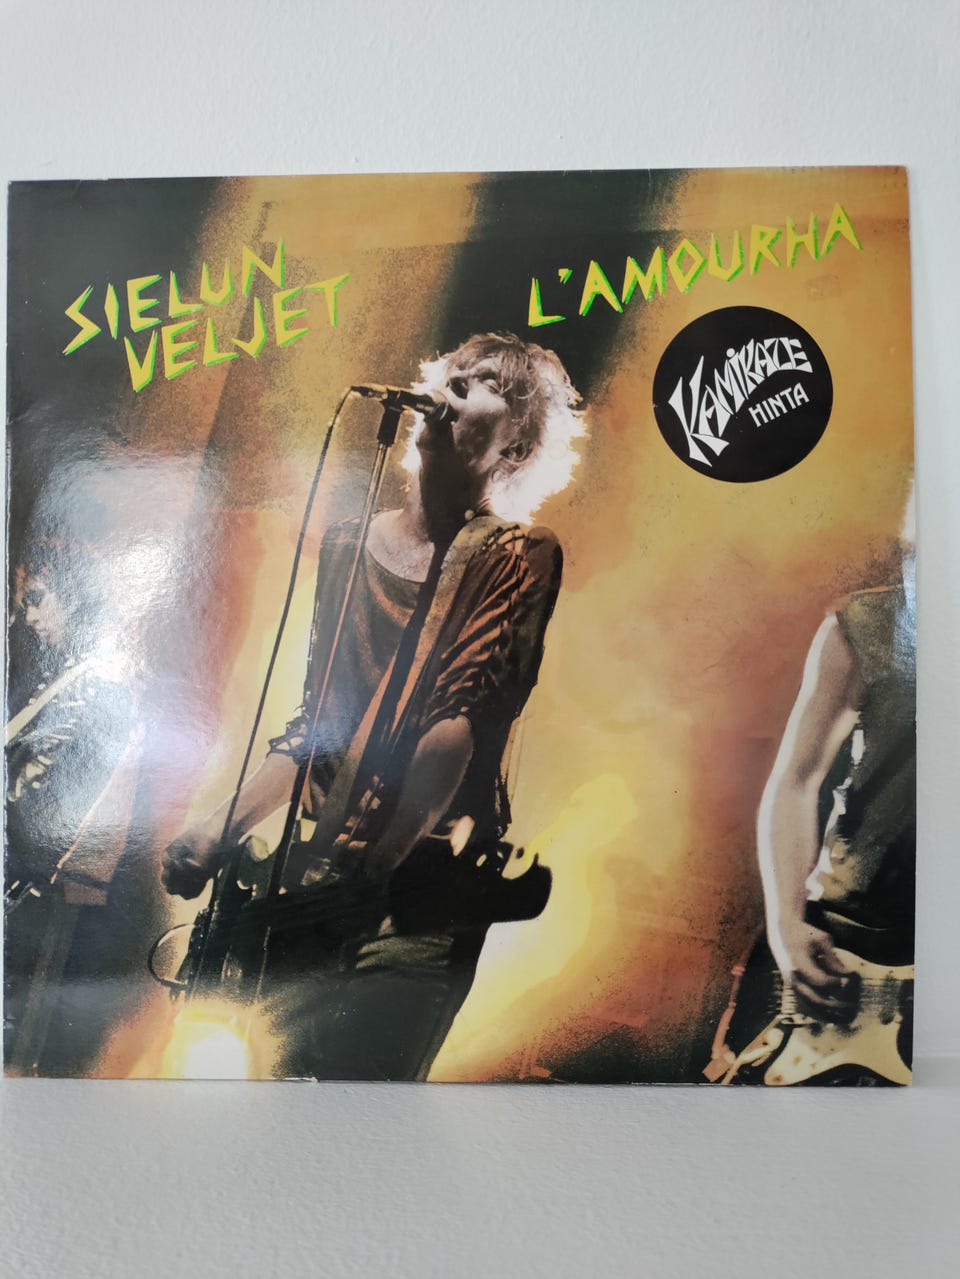 SIELUN
VELJET
L'AMOURHA
KAMIKAZE
HINTA